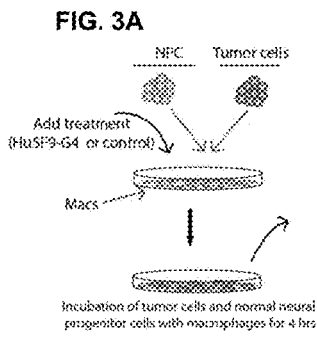 FIG. 3A
NPC Tumor cells
Add treatment
(HuSF9-G4 or control)
Macs
Incubation of tumor cells and normal neural
progenitor cells with macrophages for 4 hrs